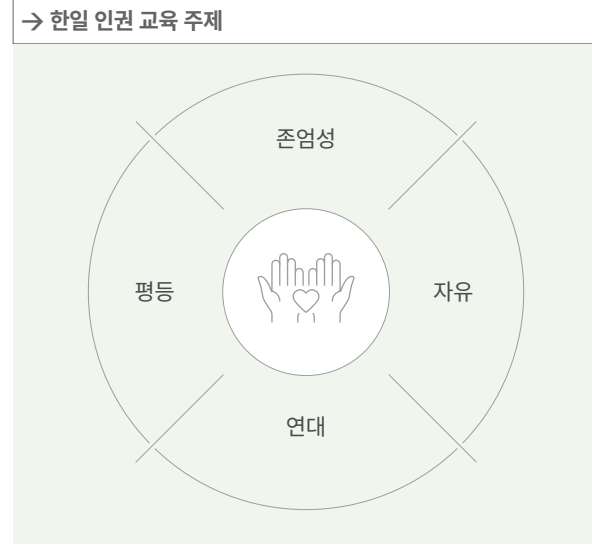 → 한일 인권 교육 주제
존엄성
평등
자유
연대